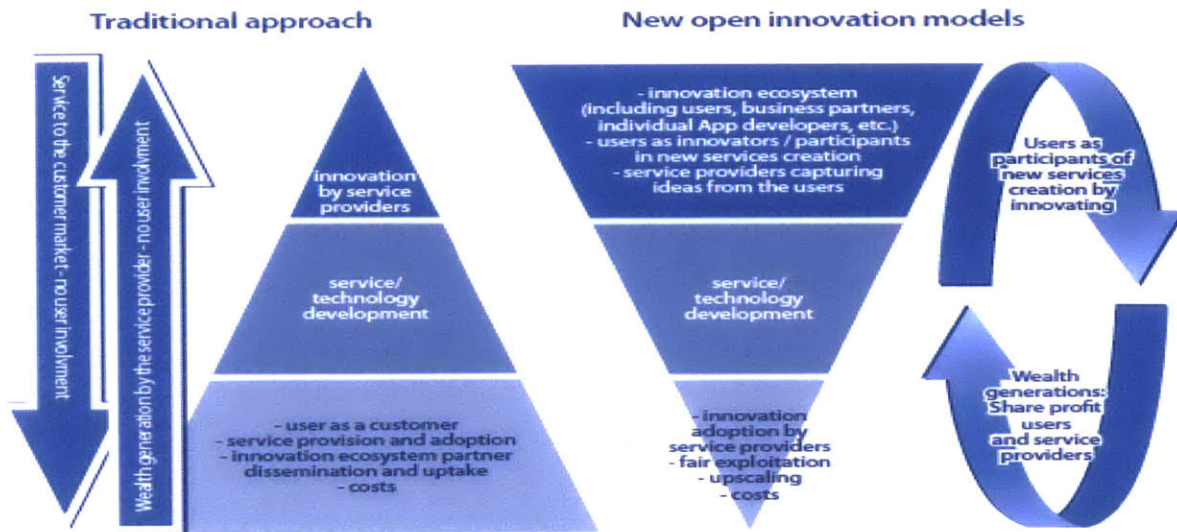 Traditional approach
Service to the customer market - no user involvment
Wealth generation by the service provider - no user involvment
innovation
by service
providers
service/
technology
development
- user as a customer
- service provision and adoption
- innovation ecosystem partner
dissemination and uptake
- costs
New open innovation models
- innovation ecosystem
(including users, business partners,
individual App developers, etc.)
- users as innovators / participants
in new services creation
- service providers capturing
ideas from the users
service/
technology
development
- innovation
adoption by
service providers
- fair exploitation
- upscaling
- costs
Users as
participants of
new services
creation by
innovating
Wealth
generations:
Share profit
users
and service
providers